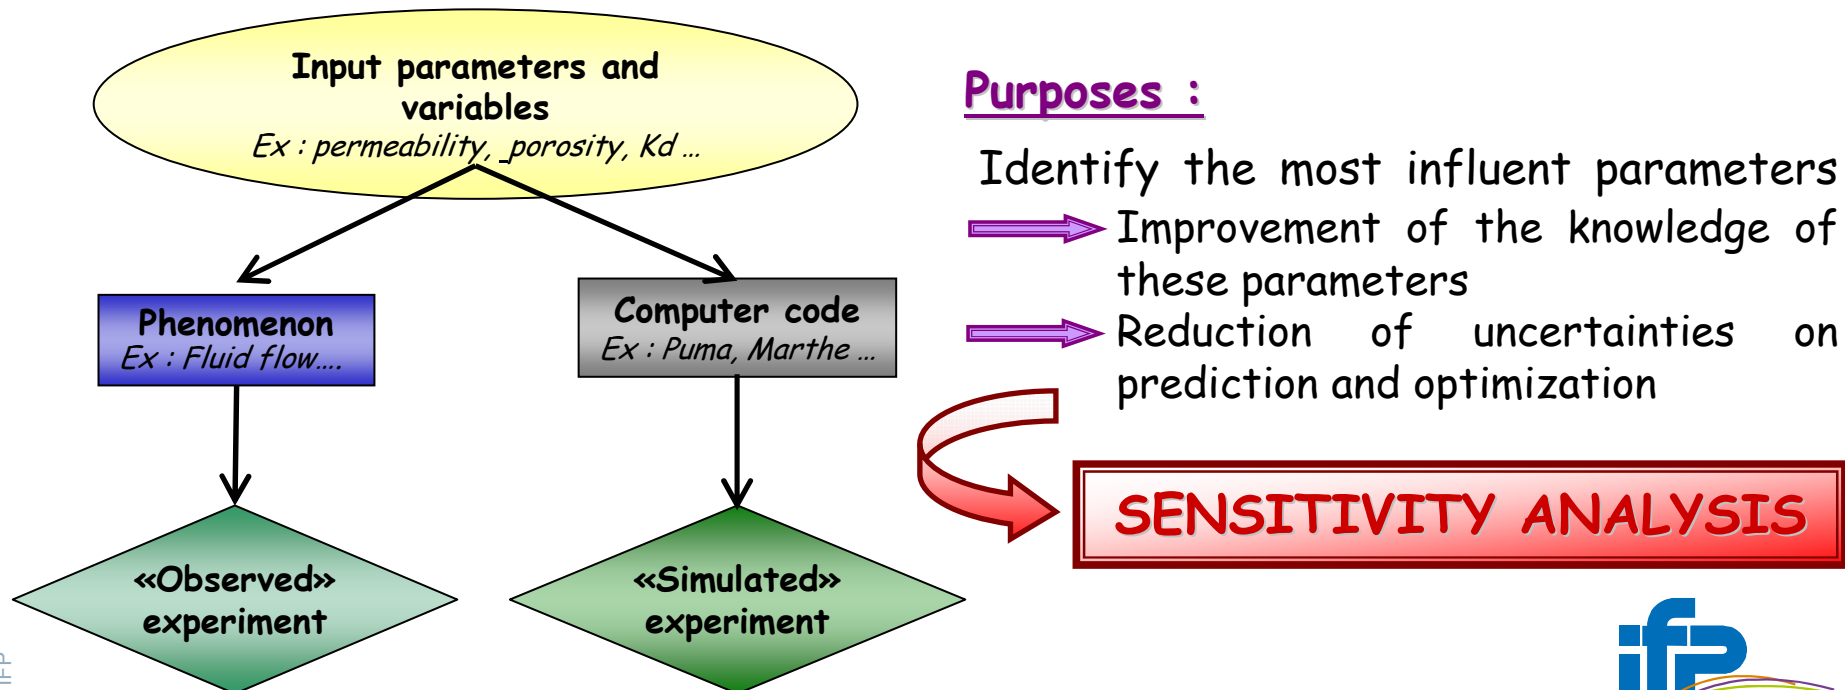 Input parameters and
variables
Ex : permeability, porosity, Kd ...
Phenomenon
Ex : Fluid flow....
Computer code
Ex : Puma, Marthe ...
«Observed»
experiment
«Simulated»
experiment
Purposes :
Identify the most influent parameters
Improvement of the knowledge of
these parameters
Reduction of uncertainties on
prediction and optimization
SENSITIVITY ANALYSIS
ifp
IFP